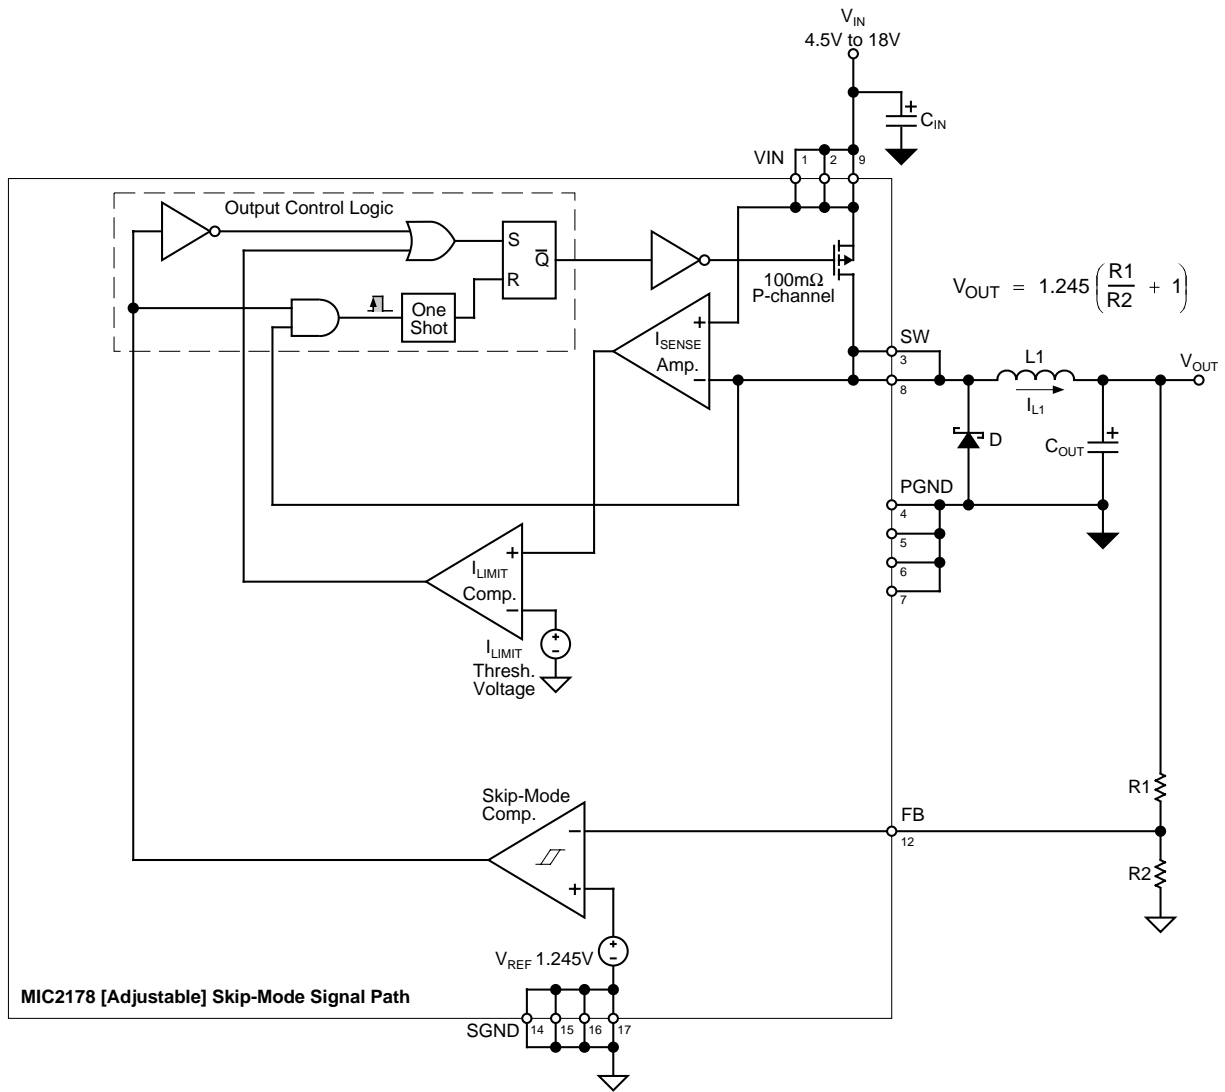 V_IN
4.5V to 18V
C_IN
VIN
1 2 9
Output Control Logic
S
R
Q̅
One
Shot
100mΩ
P-channel
V_OUT = 1.245 (R1/R2 + 1)
I_SENSE
Amp.
+
−
SW
3
8
L1
I_L1
V_OUT
D
C_OUT
+
PGND
4
5
6
7
I_LIMIT
Comp.
+
−
I_LIMIT
Thresh.
Voltage
+
−
Skip-Mode
Comp.
−
+
FB
12
R1
R2
V_REF 1.245V
+
−
MIC2178 [Adjustable] Skip-Mode Signal Path
SGND
14 15 16 17